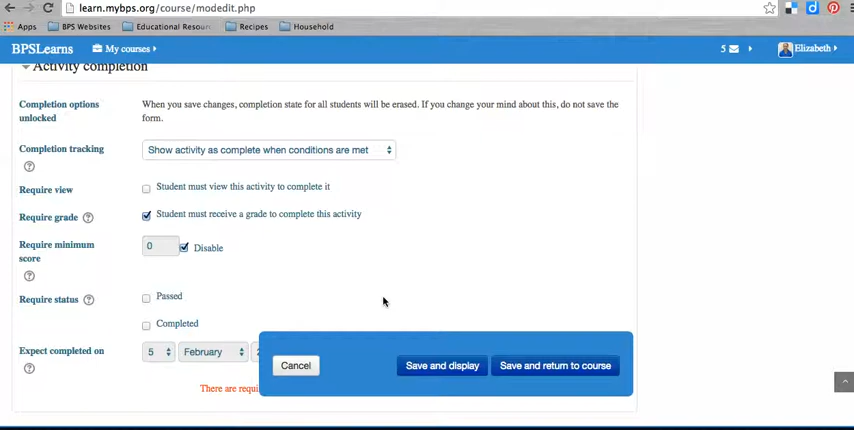 learn.mybps.org/course/modedit.php
Apps BPS Websites Educational Resour Recipes Household
BPSLearns My courses 5 Elizabeth
Activity completion
Completion options unlocked
When you save changes, completion state for all students will be erased. If you change your mind about this, do not save the
form.
Completion tracking Show activity as complete when conditions are met
Require view Student must view this activity to complete it
Require grade Student must receive a grade to complete this activity
Require minimum
score
0 Disable
Require status Passed
Completed
Expect completed on 5 February 2
There are requi
Cancel Save and display Save and return to course